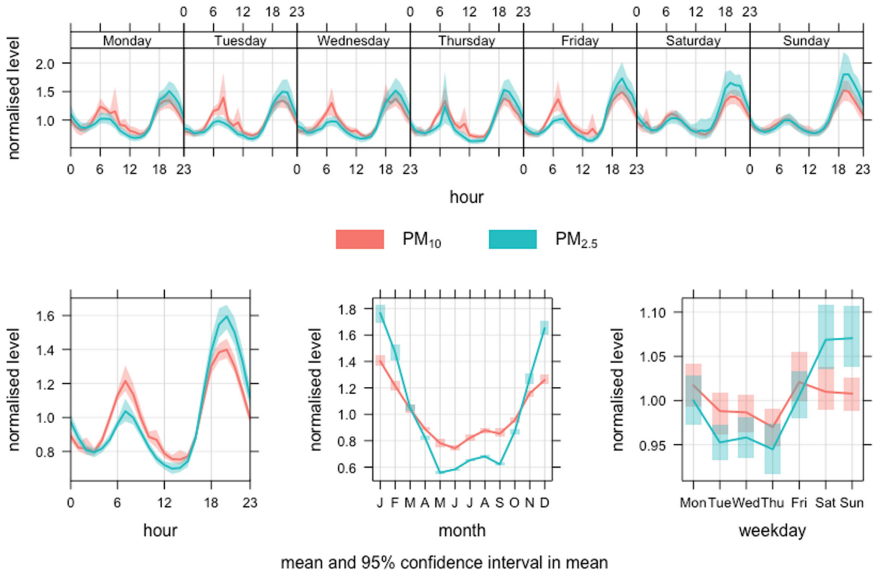 0 6 12 18 23 0 6 12 18 23 0 6 12 18 23
Monday Tuesday Wednesday Thursday Friday Saturday Sunday
normalised level
2.0
1.5
1.0
0 6 12 18 23 0 6 12 18 23 0 6 12 18 23 0 6 12 18 23
hour
PM10 PM2.5
normalised level
1.6
1.4
1.2
1.0
0.8
0 6 12 18 23
hour
normalised level
1.8
1.6
1.4
1.2
1.0
0.8
0.6
J F M A M J J A S O N D
month
normalised level
1.10
1.05
1.00
0.95
Mon Tue Wed Thu Fri Sat Sun
weekday
mean and 95% confidence interval in mean